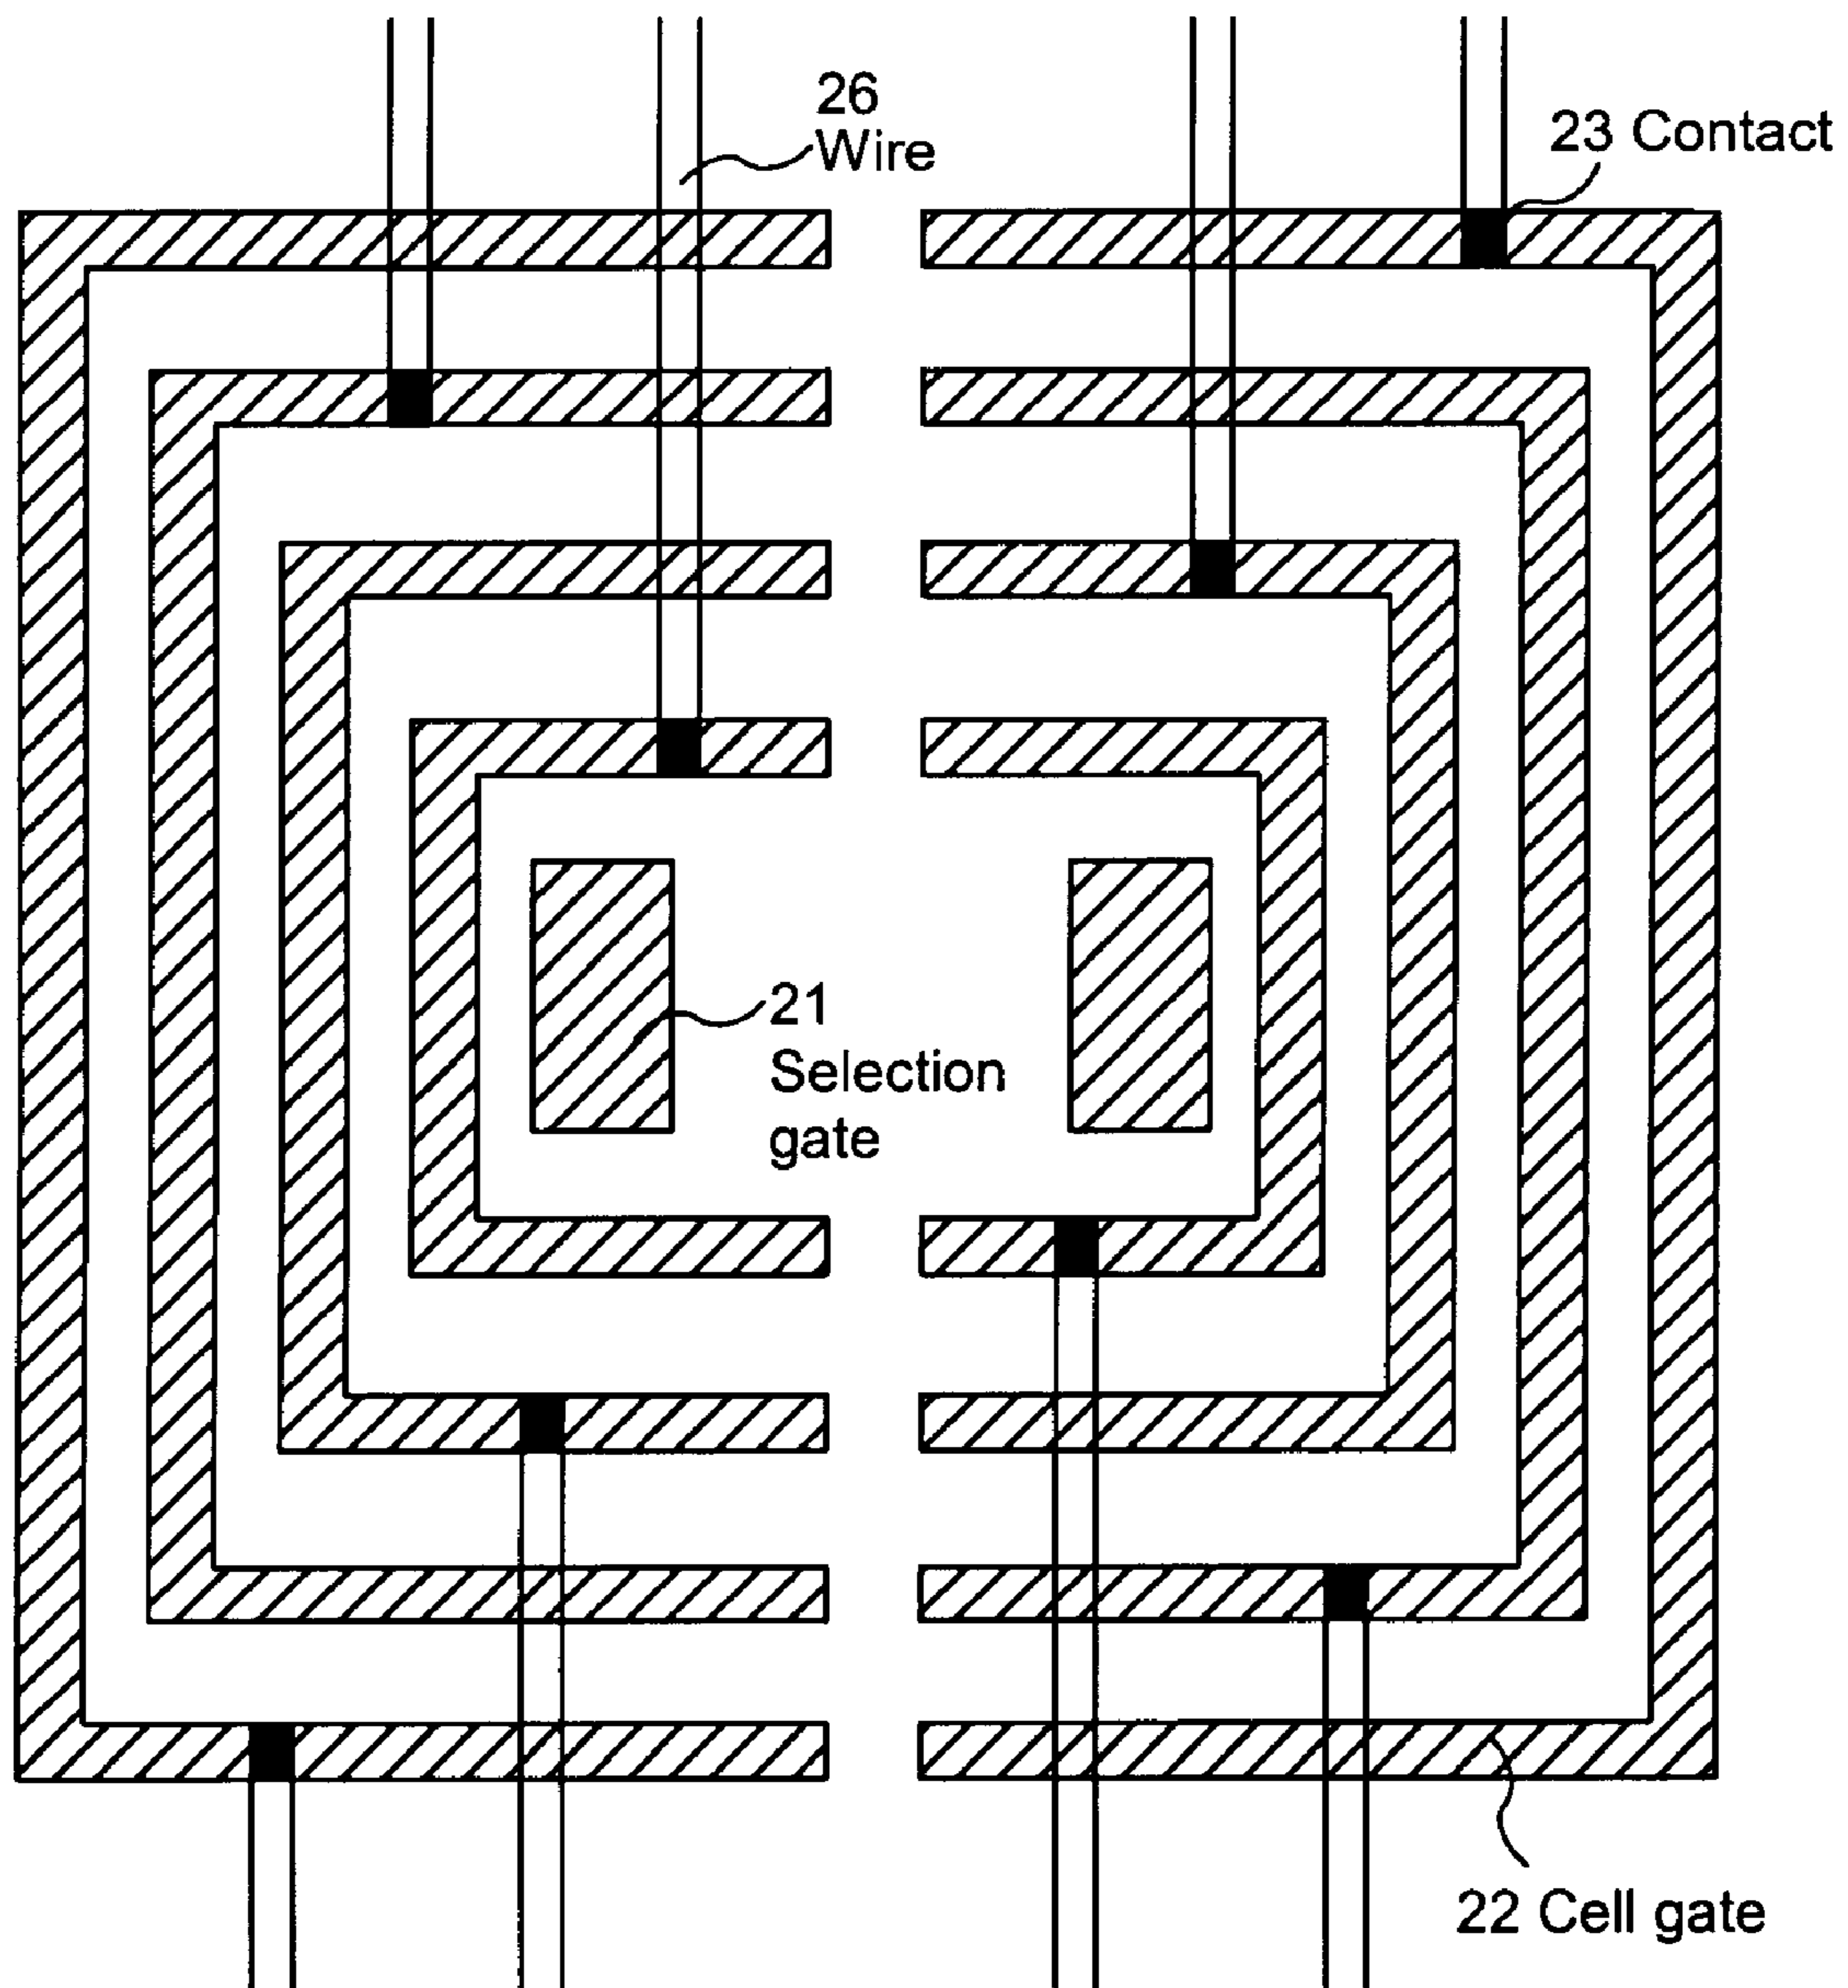 26
Wire
23 Contact
21
Selection
gate
22 Cell gate